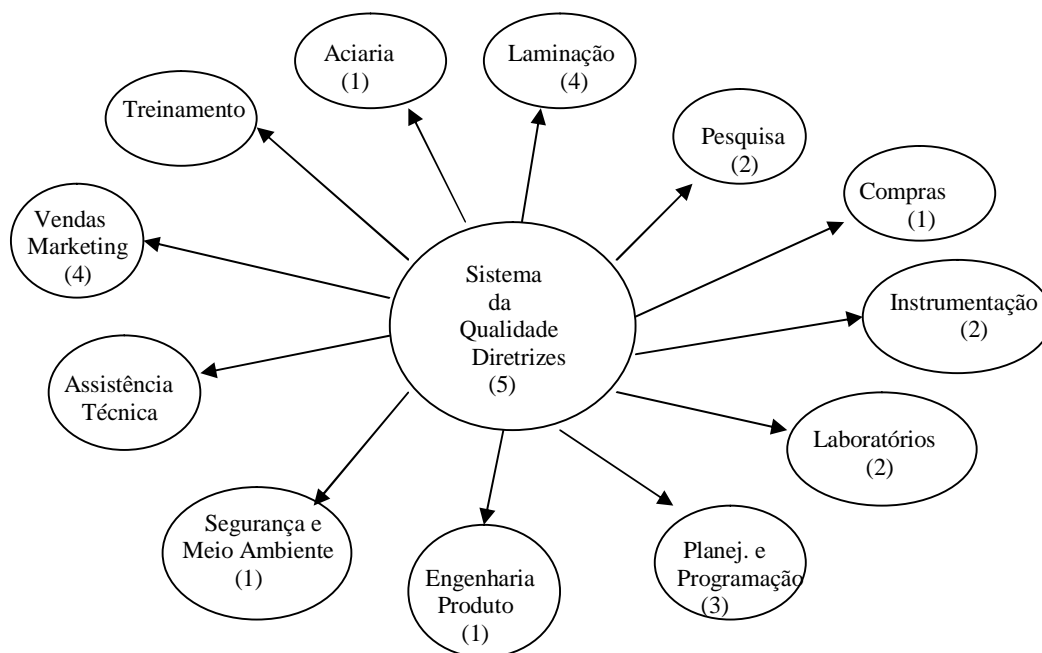 Aciaria
(1)
Laminação
(4)
Treinamento
Pesquisa
(2)
Compras
(1)
Vendas
Marketing
(4)
Sistema
da
Qualidade
Diretrizes
(5)
Instrumentação
(2)
Assistência
Técnica
Laboratórios
(2)
Segurança e
Meio Ambiente
(1)
Engenharia
Produto
(1)
Planej. e
Programação
(3)